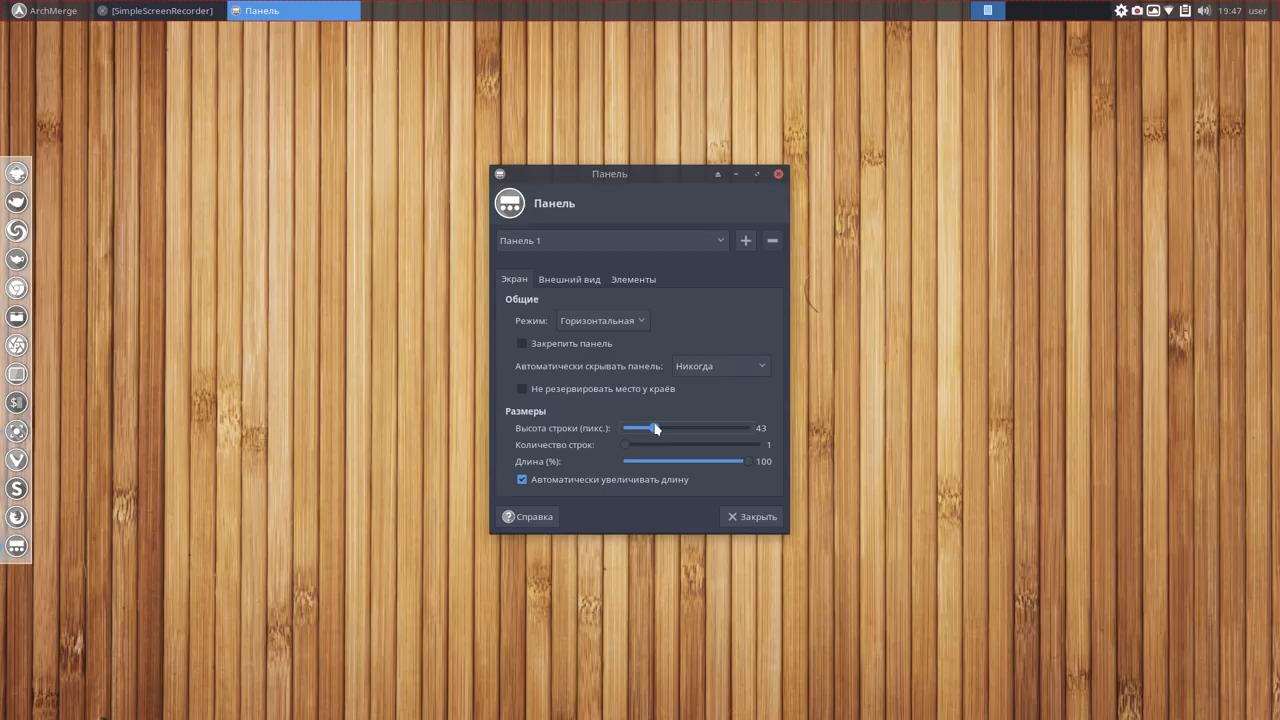 ArchMerge [SimpleScreenRecorder] Панель 19:47 user
Панель
Панель
Панель 1
Экран Внешний вид Элементы
Общие
Режим: Горизонтальная
Закрепить панель
Автоматически скрывать панель: Никогда
Не резервировать место у краёв
Размеры
Высота строки (пикс.): 43
Количество строк: 1
Длина (%): 100
Автоматически увеличивать длину
Справка Закрыть